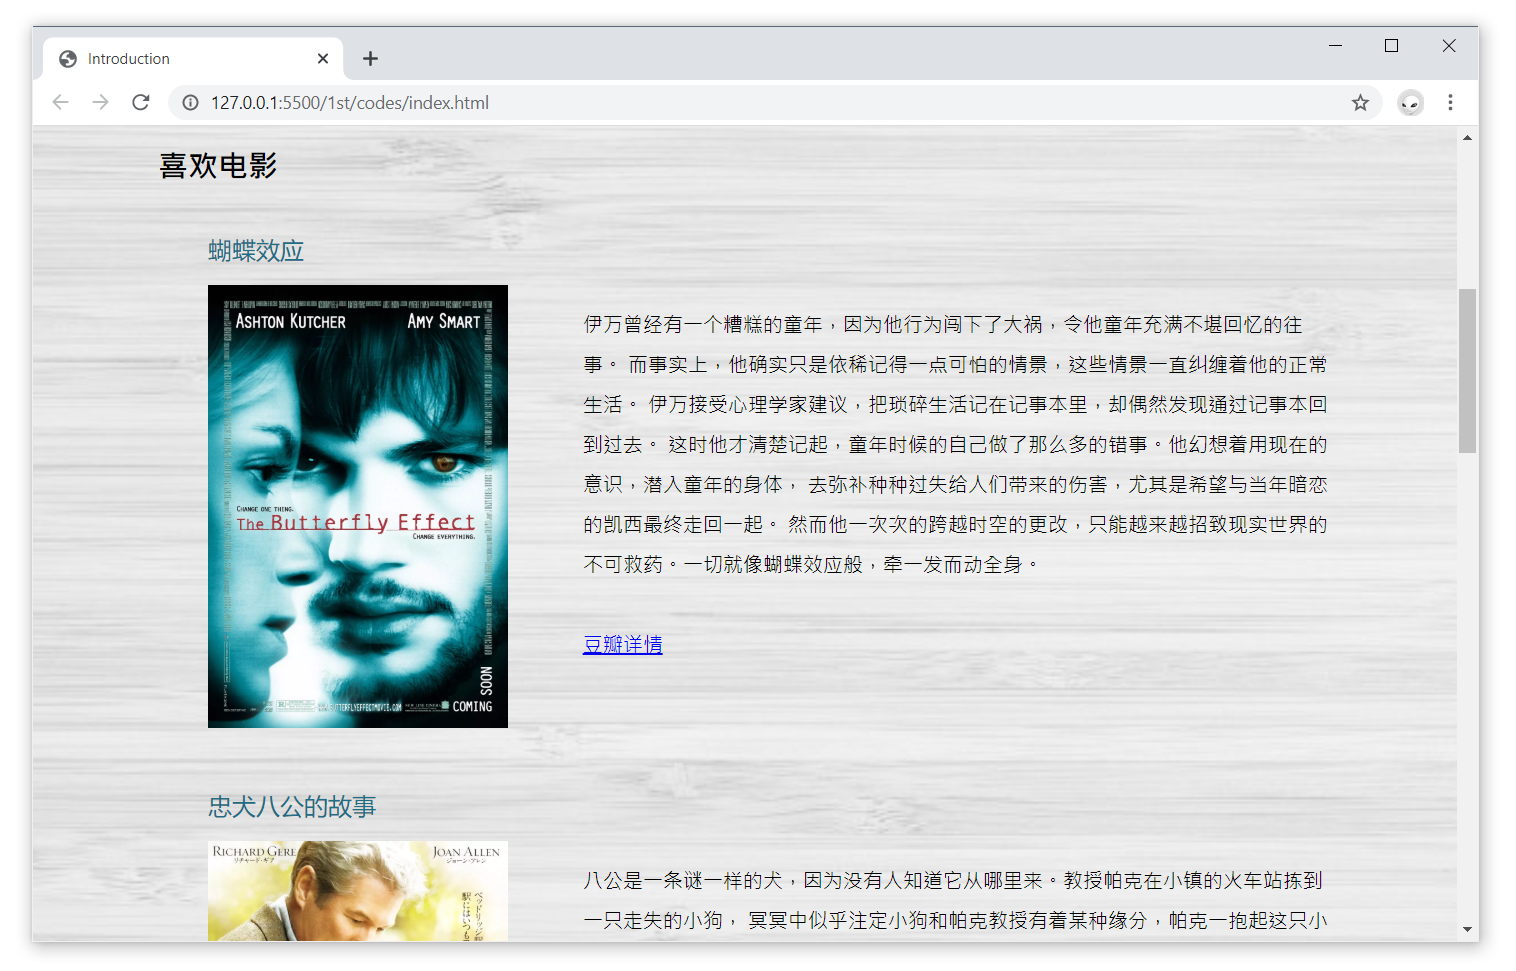 Introduction
127.0.0.1:5500/1st/codes/index.html
喜欢电影
蝴蝶效应
ASHTON KUTCHER AMY SMART
CHANGE ONE THING.
The Butterfly Effect
CHANGE EVERYTHING.
COMING SOON
伊万曾经有一个糟糕的童年，因为他行为闯下了大祸，令他童年充满不堪回忆的往
事。 而事实上，他确实只是依稀记得一点可怕的情景，这些情景一直纠缠着他的正常
生活。 伊万接受心理学家建议，把琐碎生活记在记事本里，却偶然发现通过记事本回
到过去。 这时他才清楚记起，童年时候的自己做了那么多的错事。他幻想着用现在的
意识，潜入童年的身体， 去弥补种种过失给人们带来的伤害，尤其是希望与当年暗恋
的凯西最终走回一起。 然而他一次次的跨越时空的更改，只能越来越招致现实世界的
不可救药。一切就像蝴蝶效应般，牵一发而动全身。
豆瓣详情
忠犬八公的故事
RICHARD GERE JOAN ALLEN
リチャード・ギア ジョーン・アレン
八公是一条谜一样的犬，因为没有人知道它从哪里来。教授帕克在小镇的火车站拣到
一只走失的小狗， 冥冥中似乎注定小狗和帕克教授有着某种缘分，帕克一抱起这只小